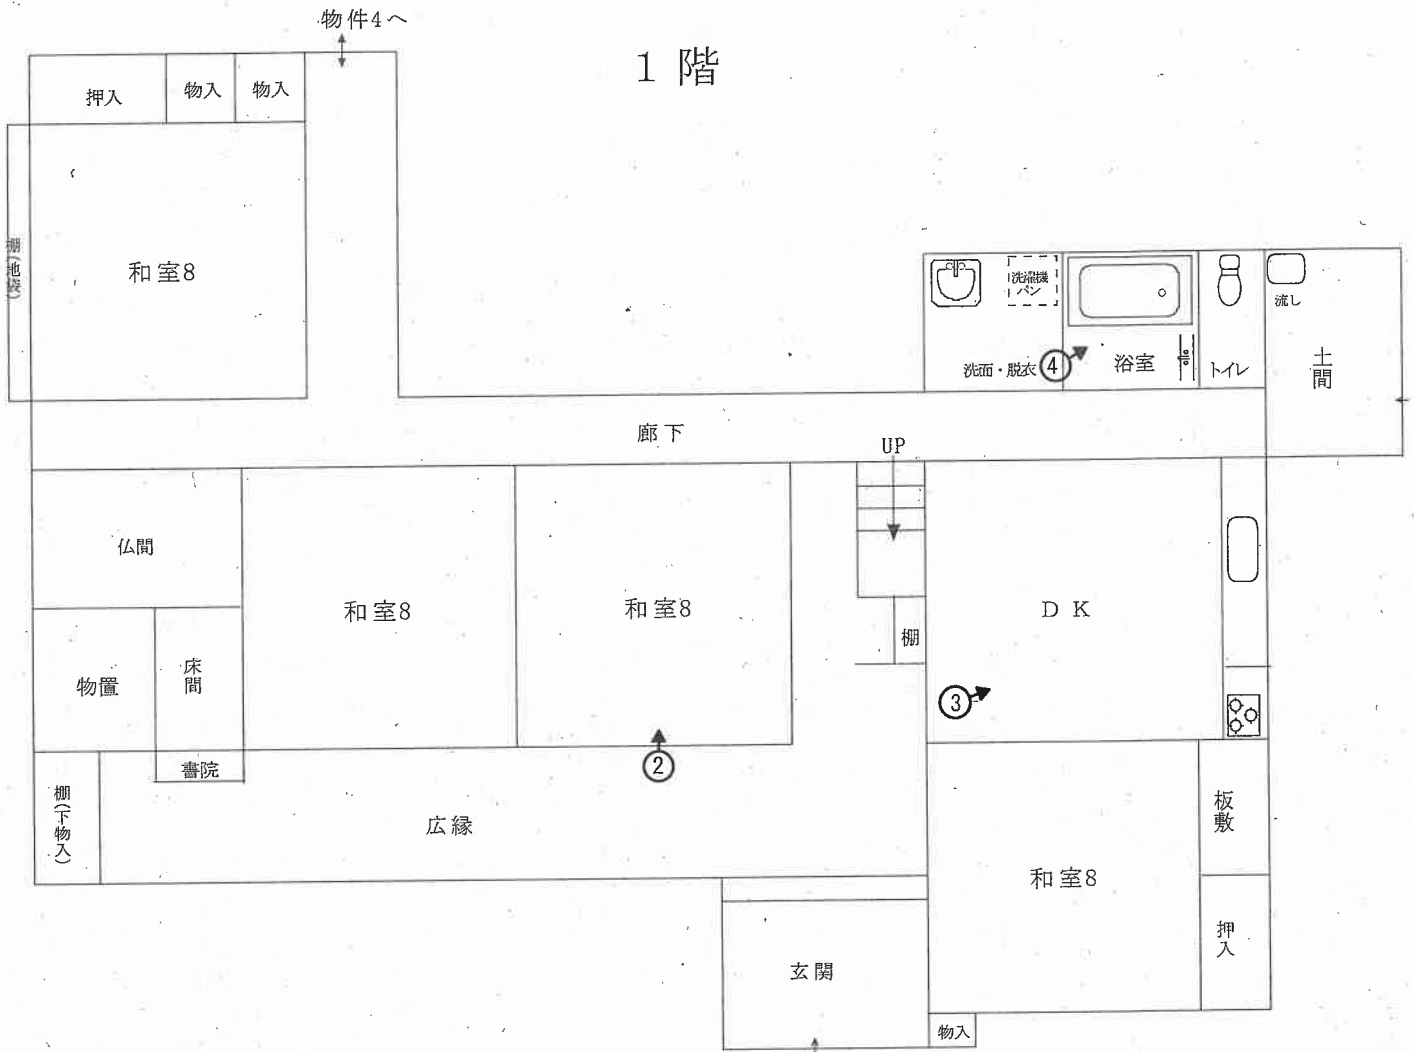 物件4へ
1階
押入
物入
物入
棚(地袋)
和室8
洗濯機
パン
洗面・脱衣
④
浴室
トイレ
流し
土間
廊下
UP
仏間
和室8
和室8
棚
DK
③
物置
床間
書院
②
棚(下物入)
広縁
和室8
板敷
押入
玄関
物入